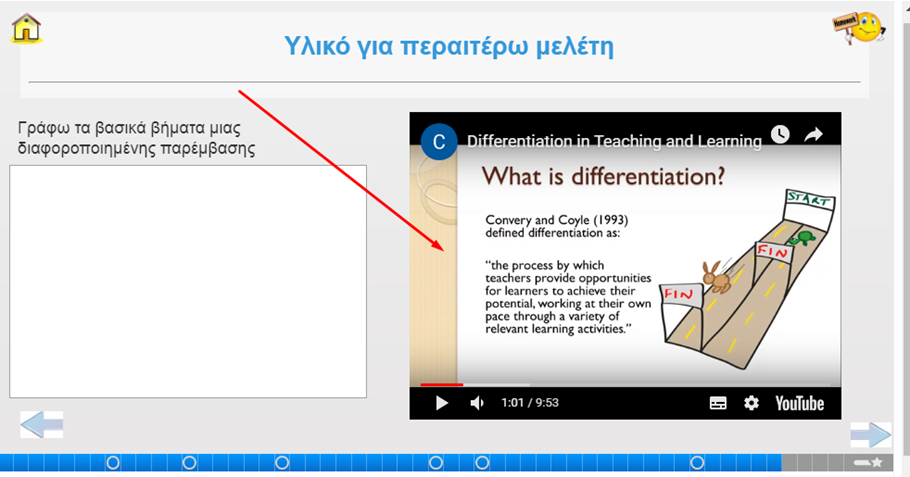 Homework
Υλικό για περαιτέρω μελέτη
Γράφω τα βασικά βήματα μιας
διαφοροποιημένης παρέμβασης
C
Differentiation in Teaching and Learning
What is differentiation?
Convery and Coyle (1993)
defined differentiation as:
“the process by which
teachers provide opportunities
for learners to achieve their
potential, working at their own
pace through a variety of
relevant learning activities.”
START
FIN
FIN
1:01 / 9:53
YouTube